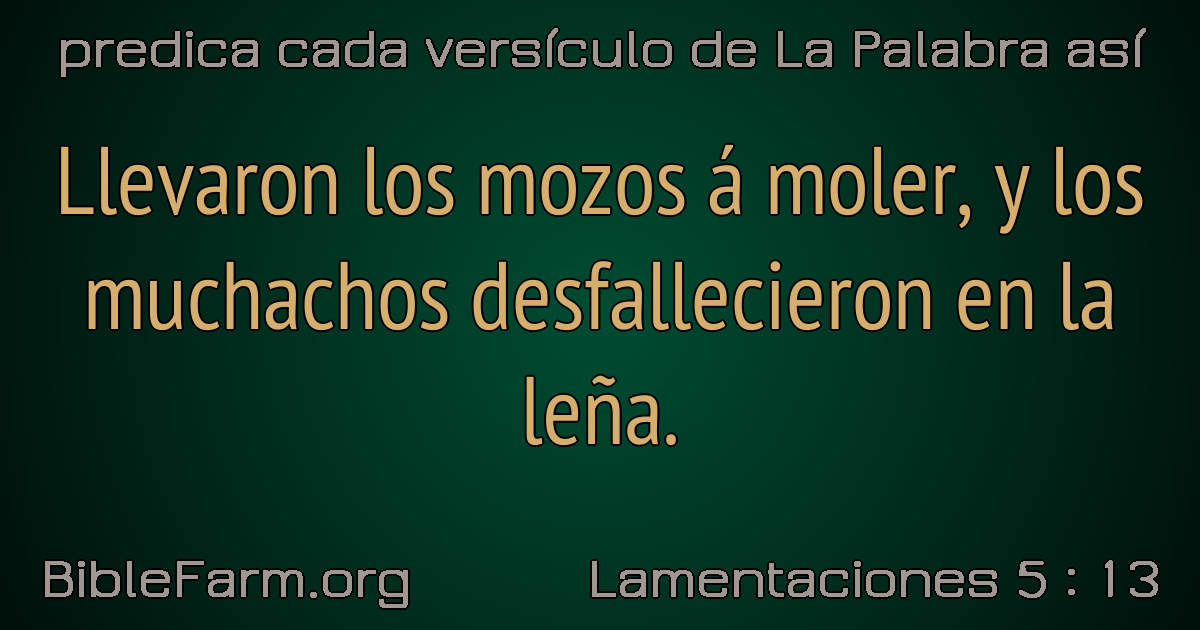 predica cada versículo de La Palabra así
Llevaron los mozos á moler, y los
muchachos desfallecieron en la
leña.
BibleFarm.org
Lamentaciones 5 : 13